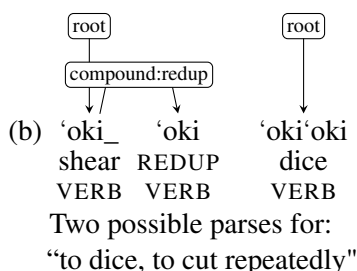 root root
compound:redup
(b) ʻoki_ ʻoki ʻokiʻoki
shear REDUP dice
VERB VERB VERB
Two possible parses for:
“to dice, to cut repeatedly"